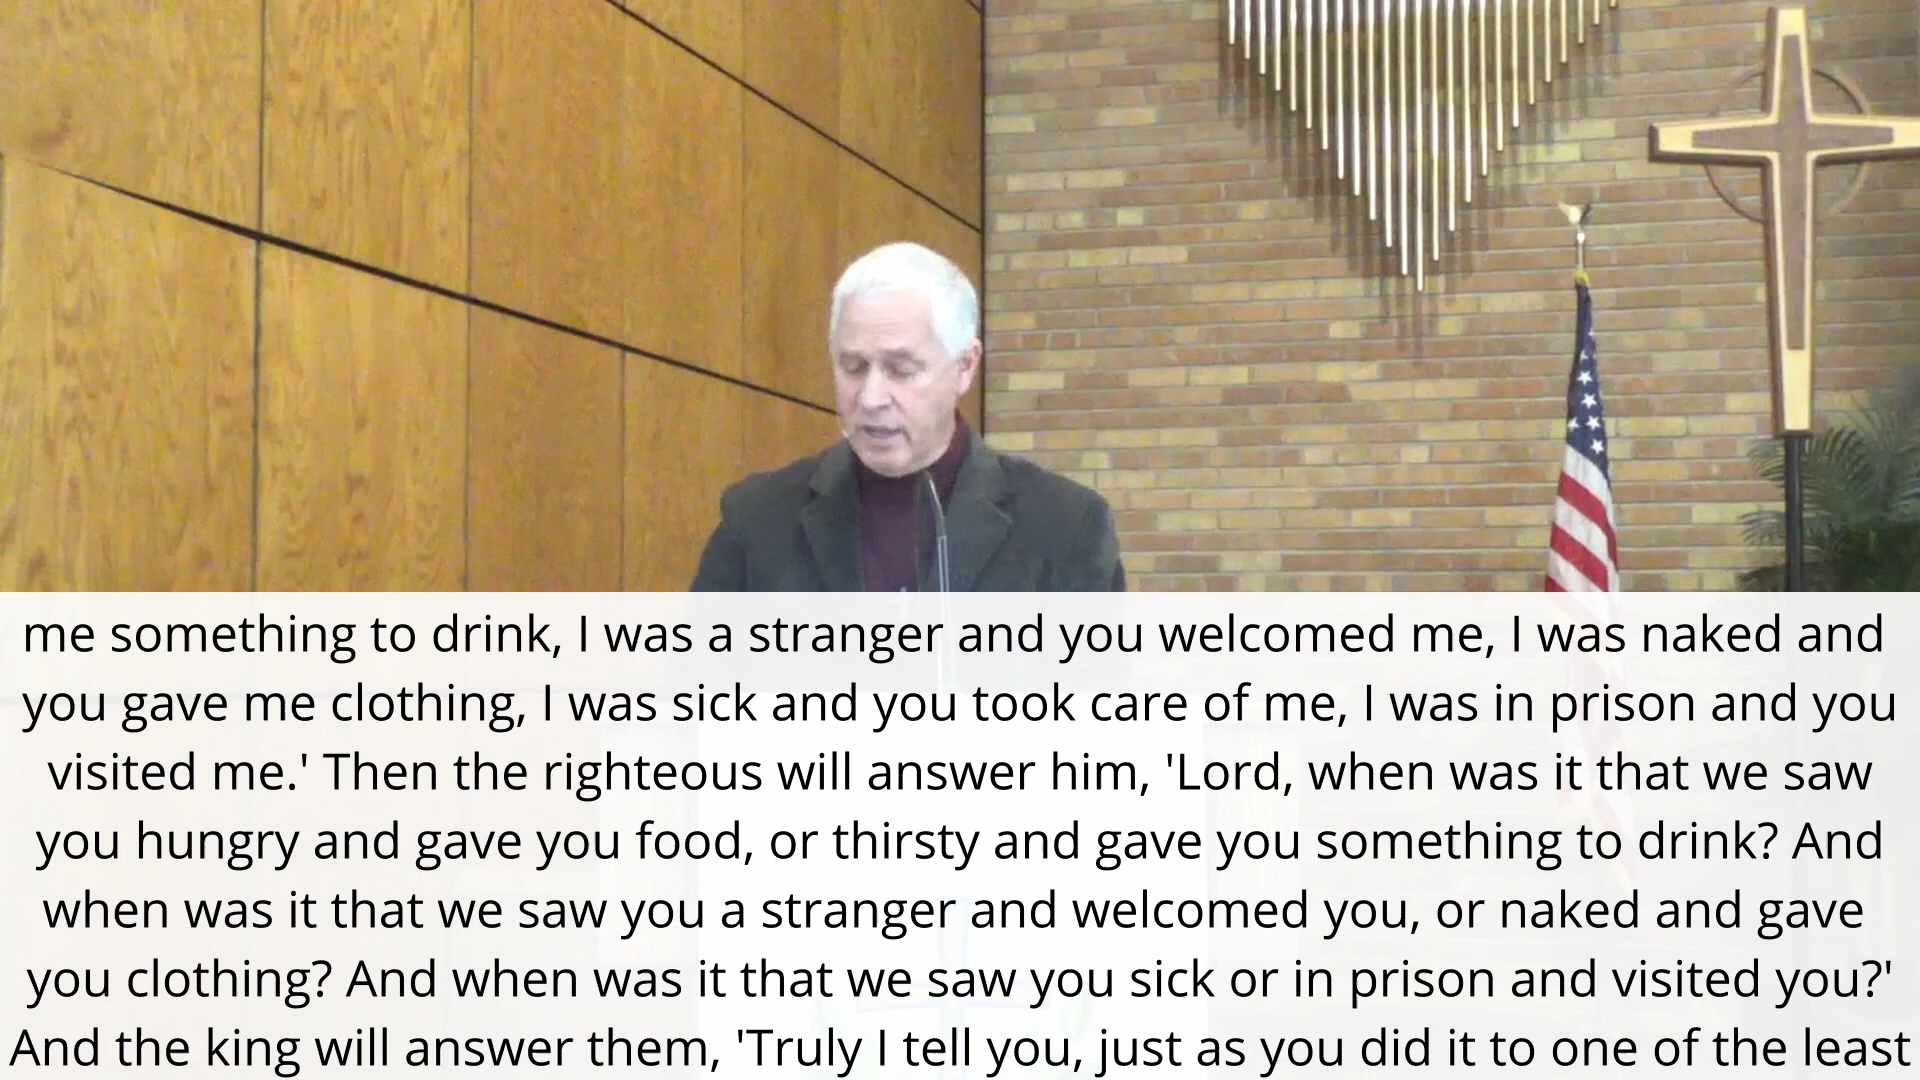 me something to drink, I was a stranger and you welcomed me, I was naked and
you gave me clothing, I was sick and you took care of me, I was in prison and you
visited me.' Then the righteous will answer him, 'Lord, when was it that we saw
you hungry and gave you food, or thirsty and gave you something to drink? And
when was it that we saw you a stranger and welcomed you, or naked and gave
you clothing? And when was it that we saw you sick or in prison and visited you?'
And the king will answer them, 'Truly I tell you, just as you did it to one of the least